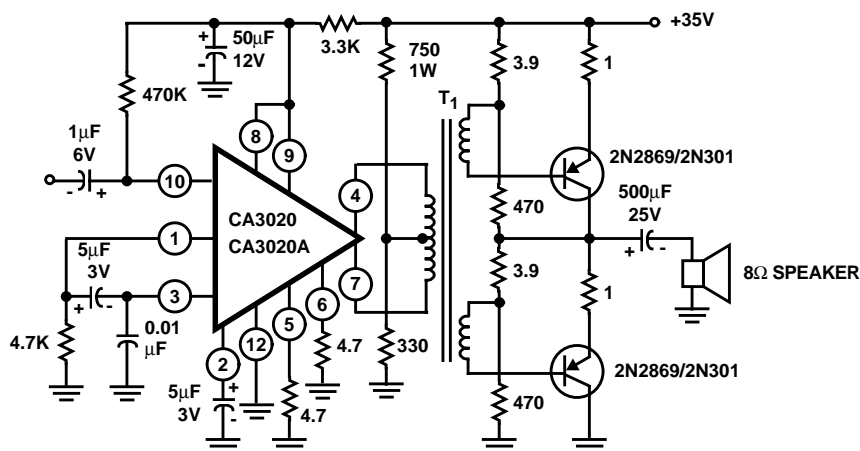 +35V
50μF
12V
+
-
3.3K
750
1W
3.9
1
470K
T1
8
9
2N2869/2N301
1μF
6V
-
+
10
4
500μF
25V
+
-
470
CA3020
CA3020A
1
5μF
3V
+
-
3
7
3.9
1
8Ω SPEAKER
6
5
12
2
4.7K
0.01
μF
4.7
330
2N2869/2N301
5μF
3V
+
-
4.7
470